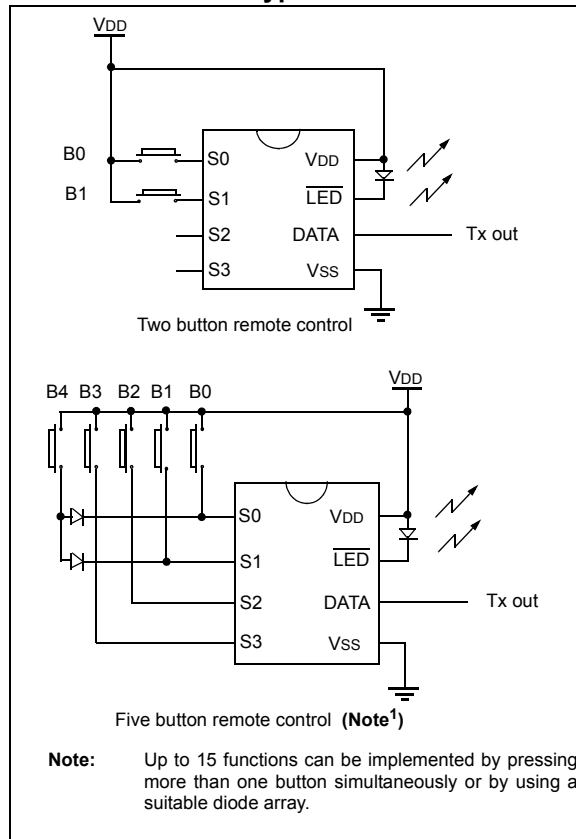 VDD
B0
S0
VDD
B1
S1
LED
S2
DATA
Tx out
S3
VSS
Two button remote control
VDD
B4 B3 B2 B1 B0
S0
VDD
S1
LED
S2
DATA
Tx out
S3
VSS
Five button remote control (Note1)
Note: Up to 15 functions can be implemented by pressing
more than one button simultaneously or by using a
suitable diode array.